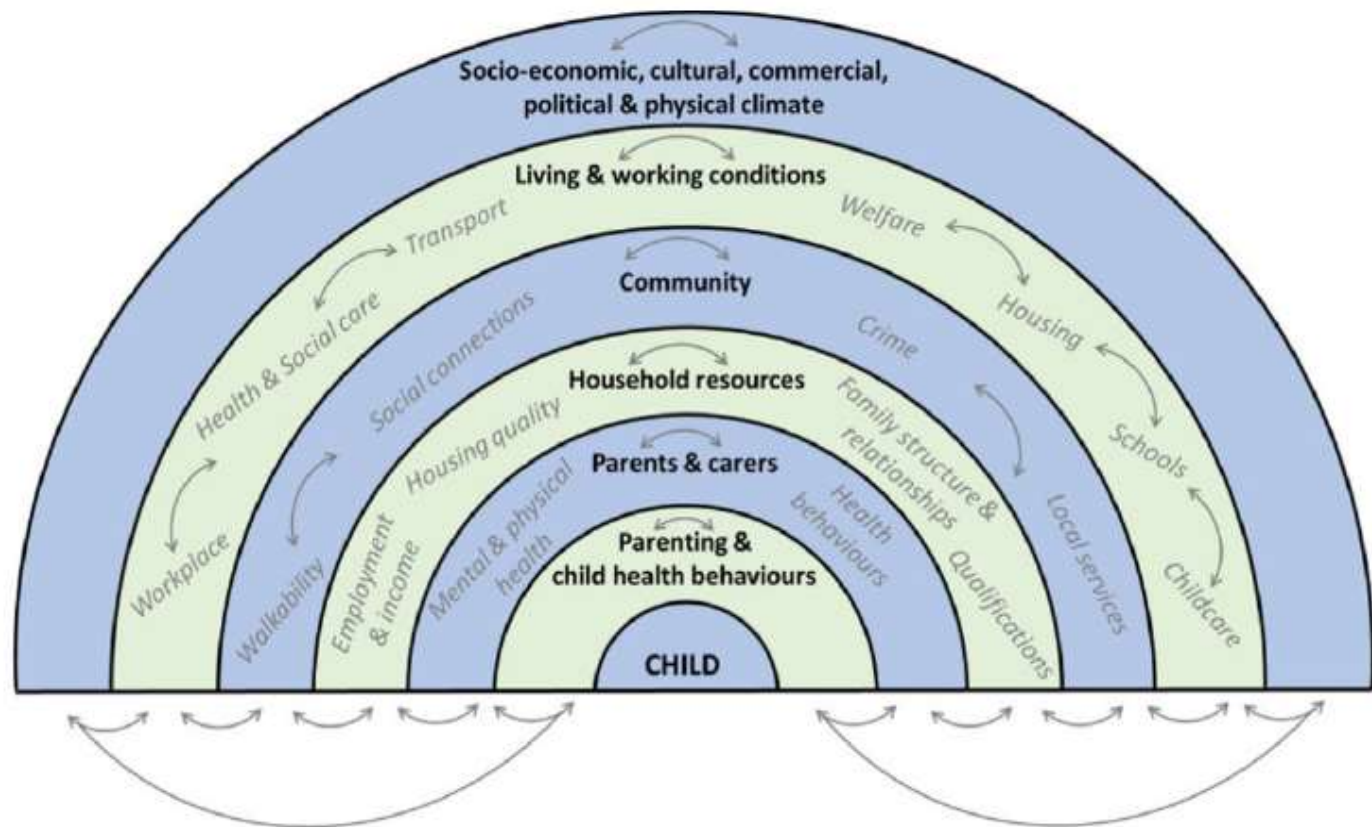 Socio-economic, cultural, commercial,
political & physical climate
Living & working conditions
Transport
Welfare
Health & Social care
Housing
Workplace
Schools
Childcare
Community
Social connections
Crime
Walkability
Local services
Household resources
Housing quality
Family structure &
relationships
Employment
& income
Qualifications
Parents & carers
Mental & physical
health
Health
behaviours
Parenting &
child health behaviours
CHILD